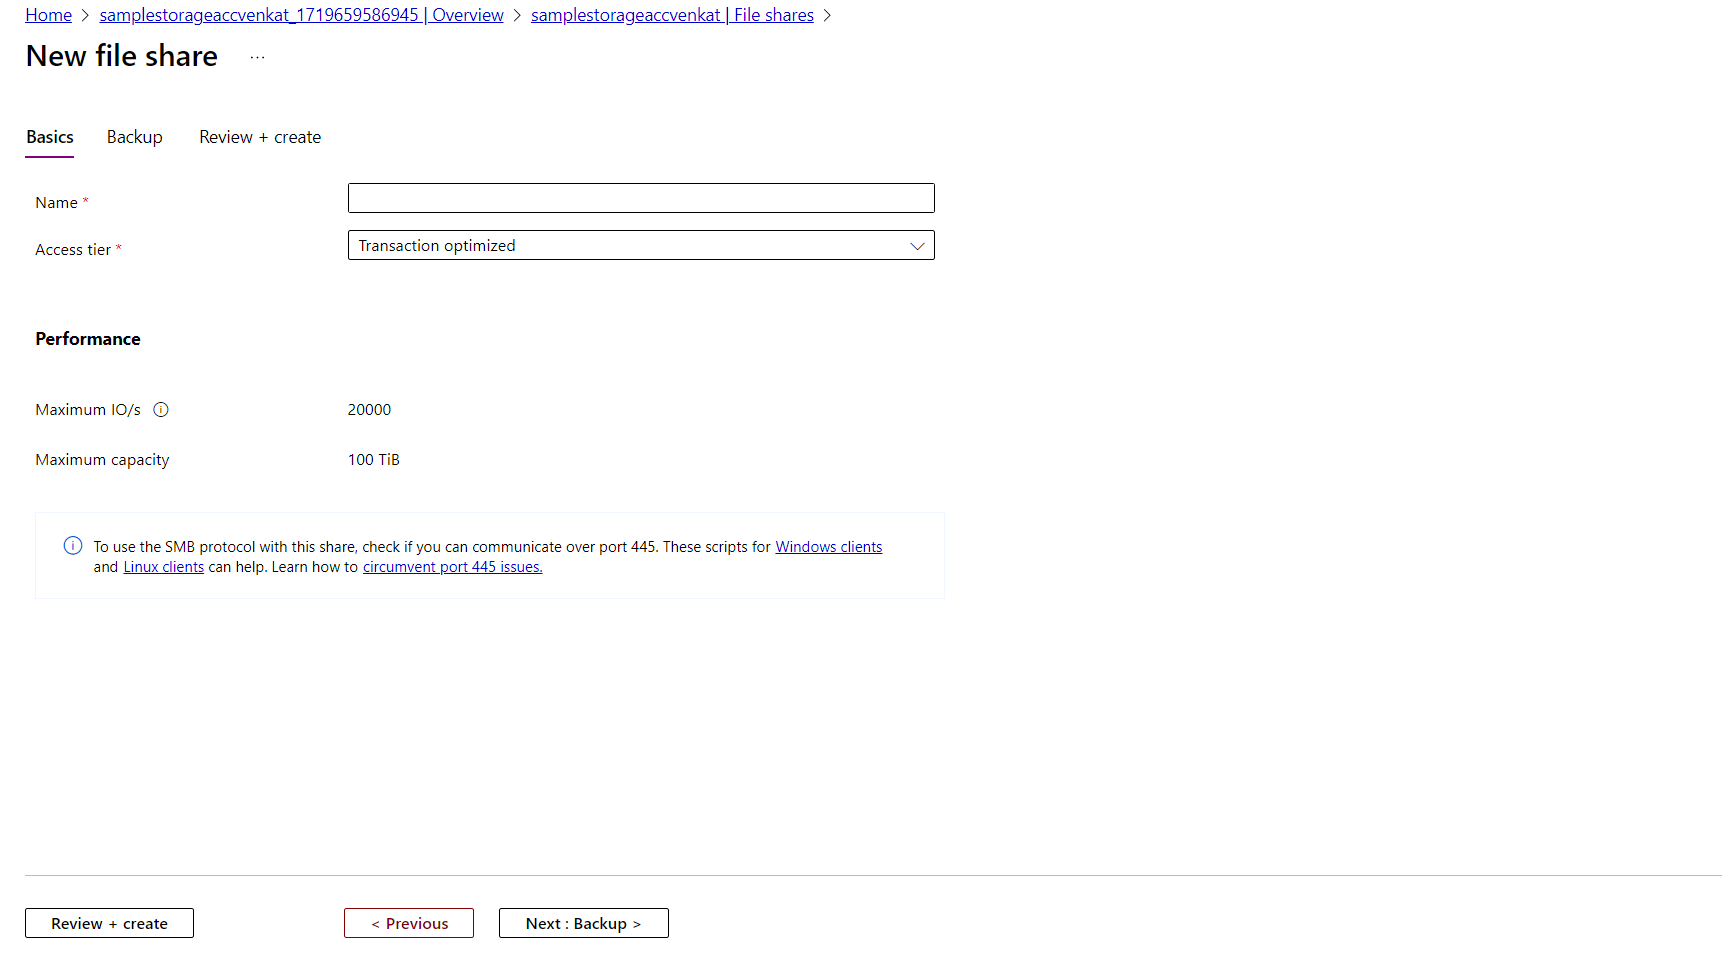 Home > samplestorageaccvenkat_1719659586945 | Overview > samplestorageaccvenkat | File shares >
New file share ...
Basics Backup Review + create
Name *
Access tier * Transaction optimized
Performance
Maximum IO/s 20000
Maximum capacity 100 TiB
To use the SMB protocol with this share, check if you can communicate over port 445. These scripts for Windows clients
and Linux clients can help. Learn how to circumvent port 445 issues.
Review + create < Previous Next : Backup >